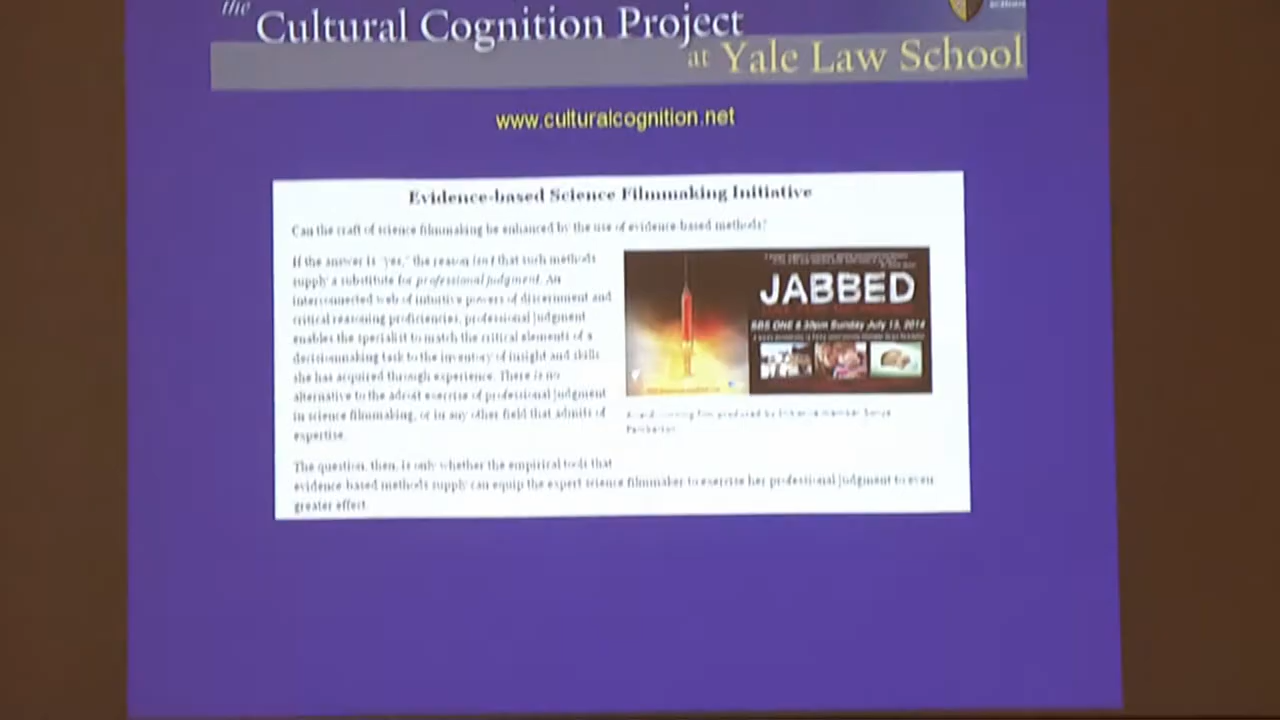 the
Cultural Cognition Project
at Yale Law School
www.culturalcognition.net
Evidence-based Science Filmmaking Initiative
Can the craft of science filmmaking be enhanced by the use of evidence-based methods?
If the answer is "yes," the reason isn't that such methods
supply a substitute for professional judgment. An
interconnected web of intuitive powers of discernment and
critical reasoning proficiencies, professional judgment
enables the specialist to match the critical elements of a
decisionmaking task to the inventory of insight and skills
she has acquired through experience. There is no
alternative to the adroit exercise of professional judgment
in science filmmaking, or in any other field that admits of
expertise.
JABBED
SBS ONE 8.30pm Sunday July 13, 2014
The question, then, is only whether the empirical tools that
evidence-based methods supply can equip the expert science filmmaker to exercise her professional judgment to even
greater effect.